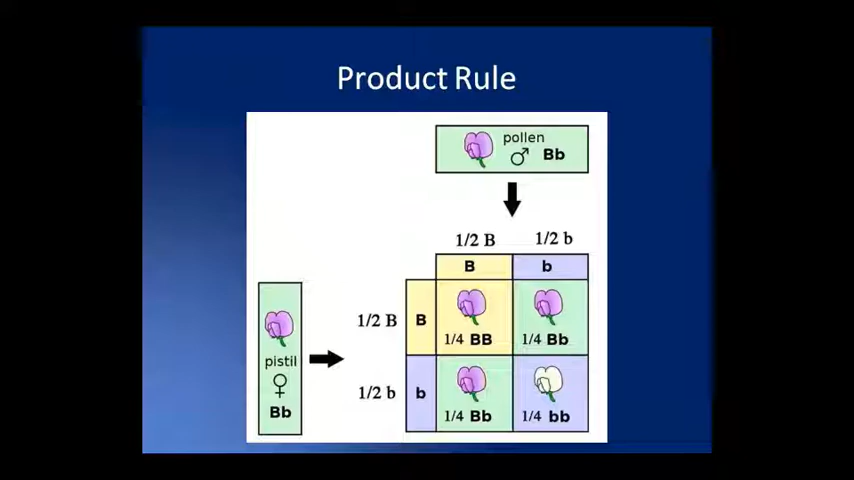 Product Rule
pollen
♂ Bb
1/2 B 1/2 b
B b
1/2 B B
1/4 BB 1/4 Bb
pistil
♀
Bb
1/2 b b
1/4 Bb 1/4 bb